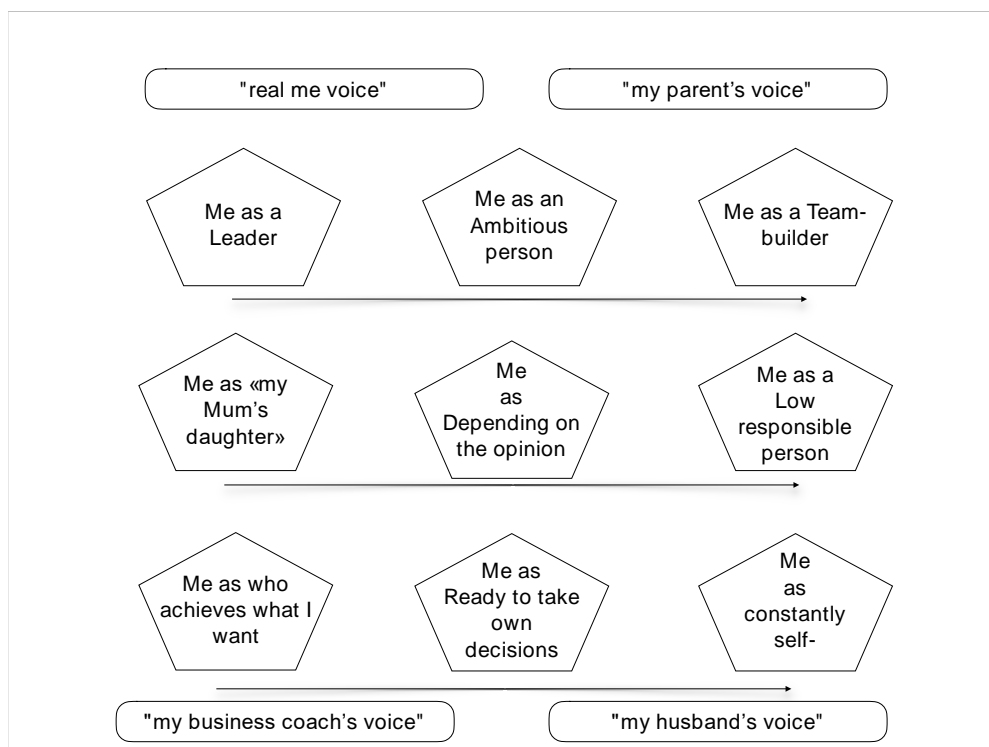 "real me voice"
"my parent's voice"
Me as a
Leader
Me as an
Ambitious
person
Me as a Team-
builder
Me as «my
Mum's
daughter»
Me
as
Depending on
the opinion
Me as a
Low
responsible
person
Me as who
achieves what I
want
Me as
Ready to take
own
decisions
Me
as
constantly
self-
"my business coach's voice"
"my husband's voice"